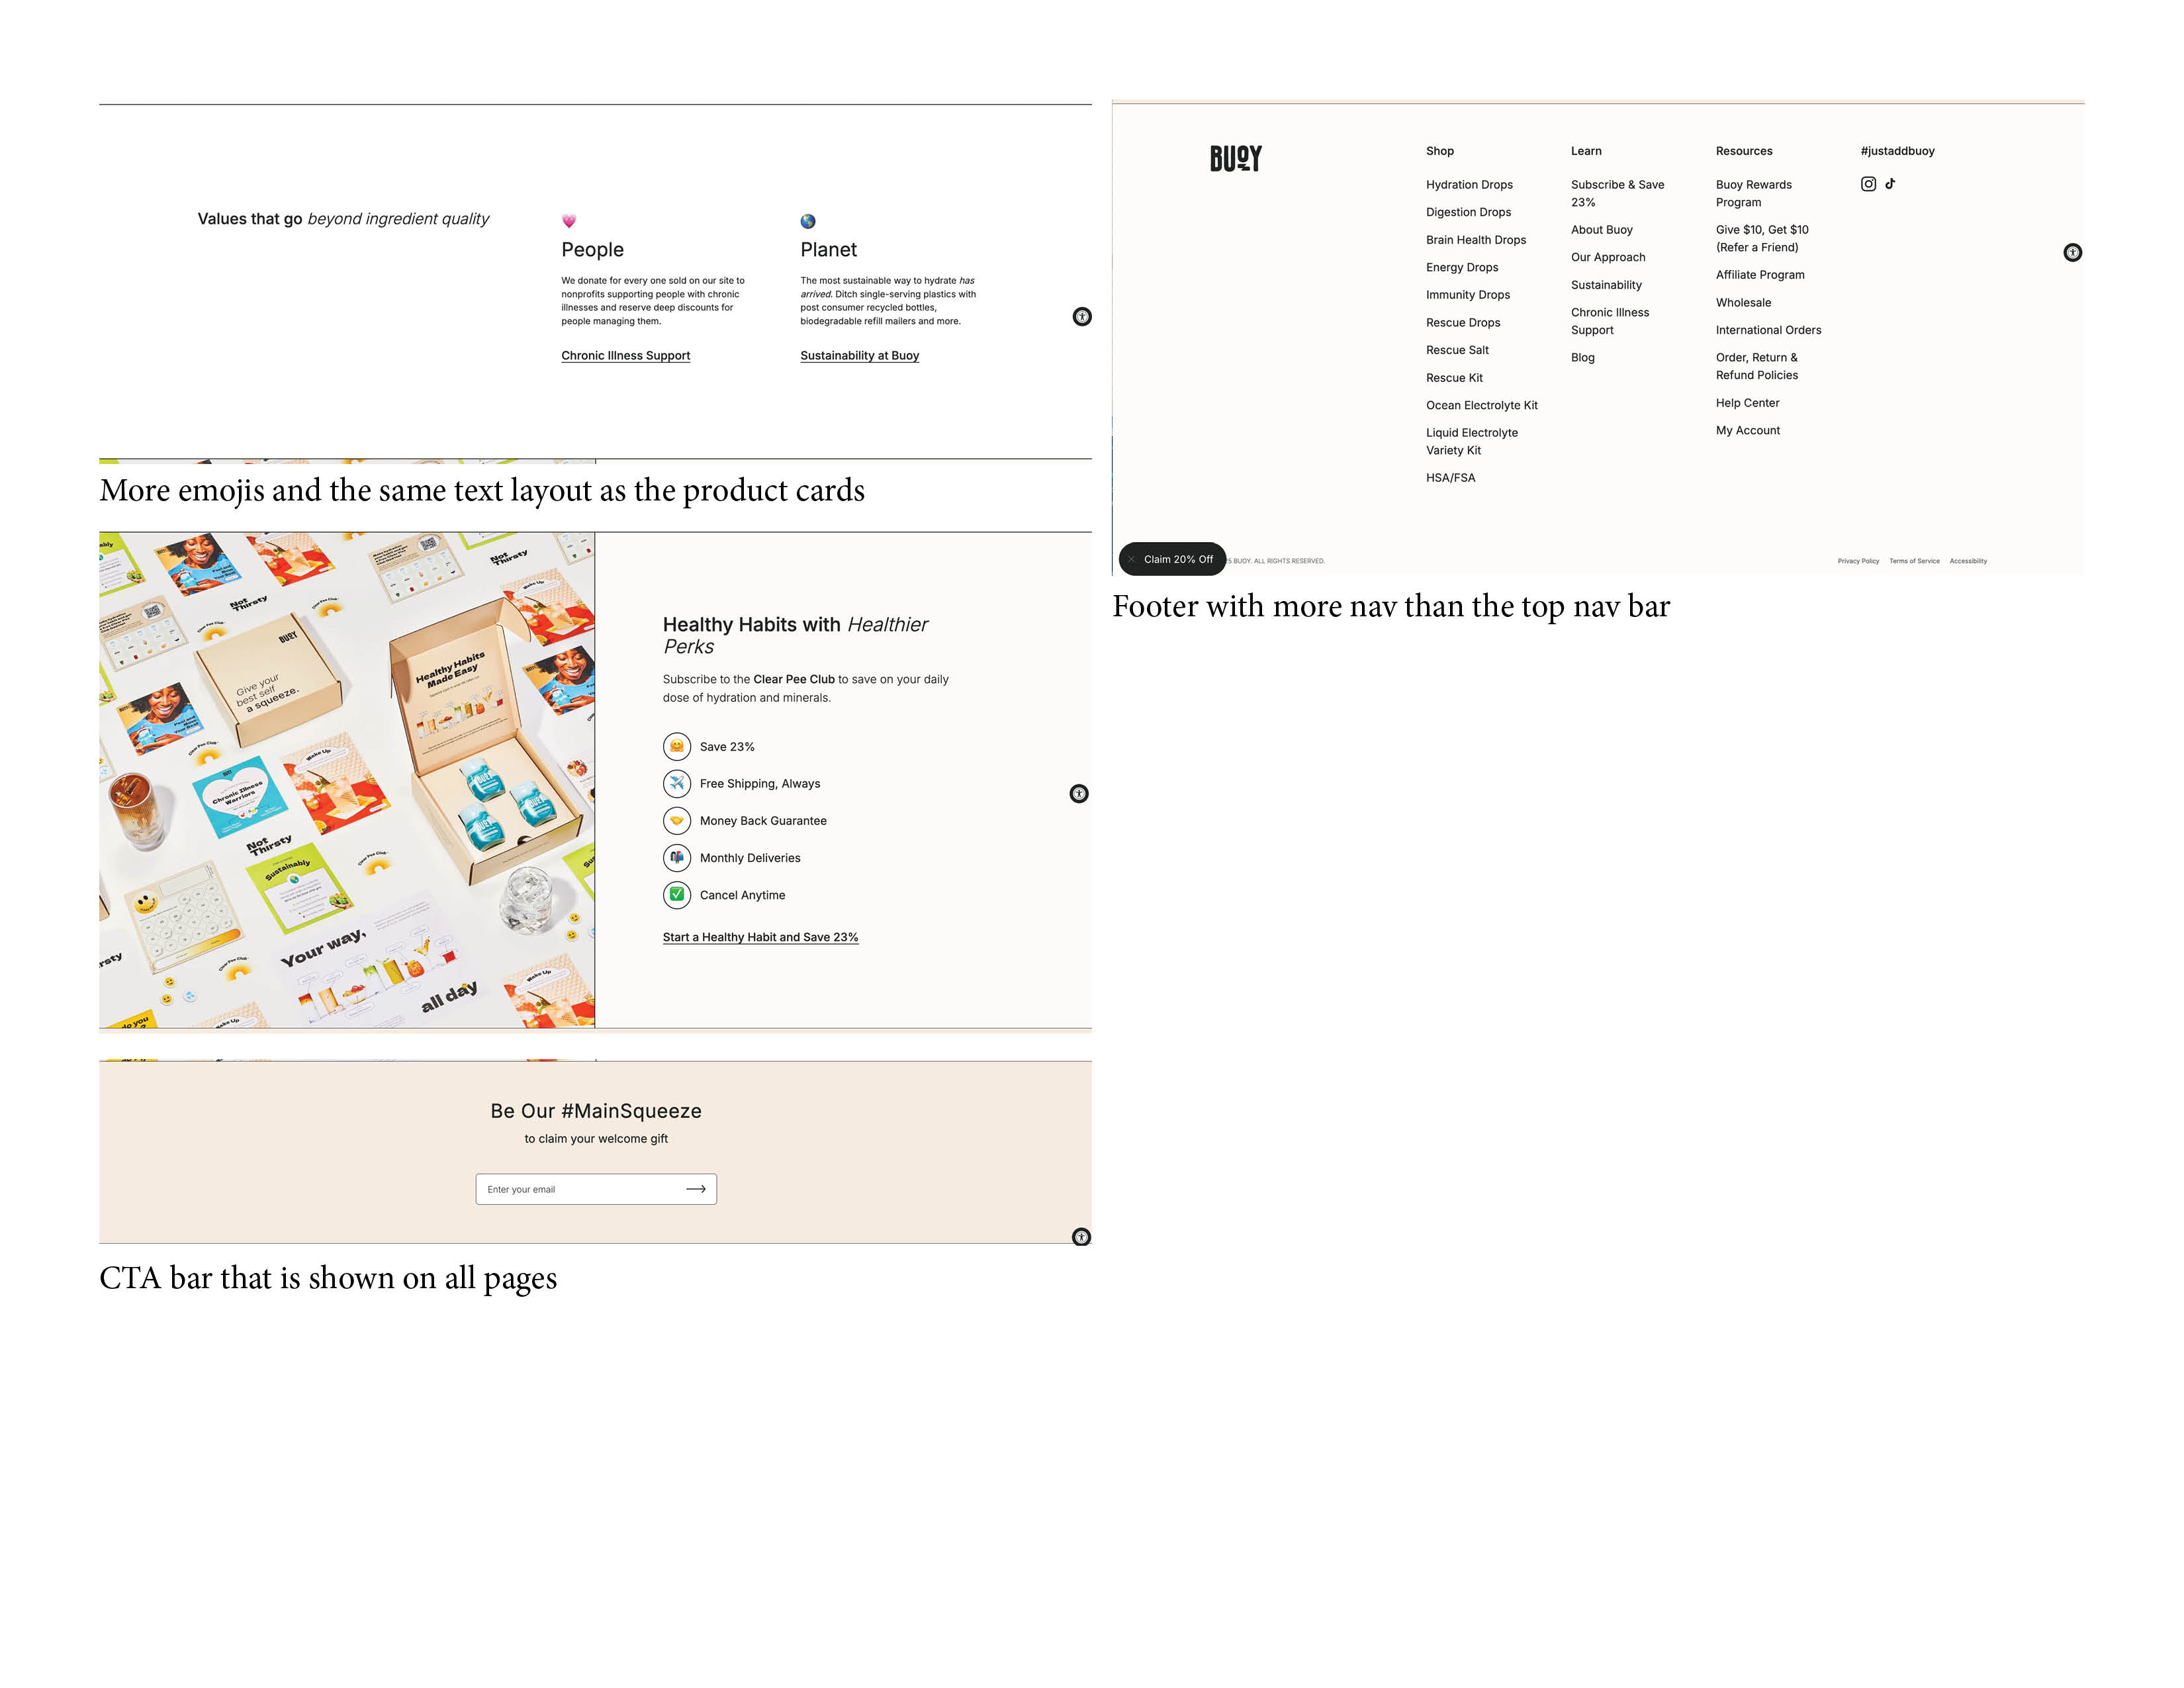 Values that go beyond ingredient quality
People
We donate for every one sold on our site to
nonprofits supporting people with chronic
illnesses and reserve deep discounts for
people managing them.
Chronic Illness Support
Planet
The most sustainable way to hydrate has
arrived. Ditch single-serving plastics with
post consumer recycled bottles,
biodegradable refill mailers and more.
Sustainability at Buoy
More emojis and the same text layout as the product cards
Not
Thirsty
Wake Up
Clear Pee Club
BUOY
Give your
best self
a squeeze.
Healthy Habits
Made Easy
Chronic Illness
Warriors
Wake Up
Not
Thirsty
Sustainably
Clear Pee Club
Your way,
all day
Wake Up
Healthy Habits with Healthier
Perks
Subscribe to the Clear Pee Club to save on your daily
dose of hydration and minerals.
Save 23%
Free Shipping, Always
Money Back Guarantee
Monthly Deliveries
Cancel Anytime
Start a Healthy Habit and Save 23%
Be Our #MainSqueeze
to claim your welcome gift
Enter your email
CTA bar that is shown on all pages
BUOY
Shop
Hydration Drops
Digestion Drops
Brain Health Drops
Energy Drops
Immunity Drops
Rescue Drops
Rescue Salt
Rescue Kit
Ocean Electrolyte Kit
Liquid Electrolyte
Variety Kit
HSA/FSA
Learn
Subscribe & Save
23%
About Buoy
Our Approach
Sustainability
Chronic Illness
Support
Blog
Resources
Buoy Rewards
Program
Give $10, Get $10
(Refer a Friend)
Affiliate Program
Wholesale
International Orders
Order, Return &
Refund Policies
Help Center
My Account
#justaddbuoy
Claim 20% Off
BUOY. ALL RIGHTS RESERVED.
Privacy Policy Terms of Service Accessibility
Footer with more nav than the top nav bar